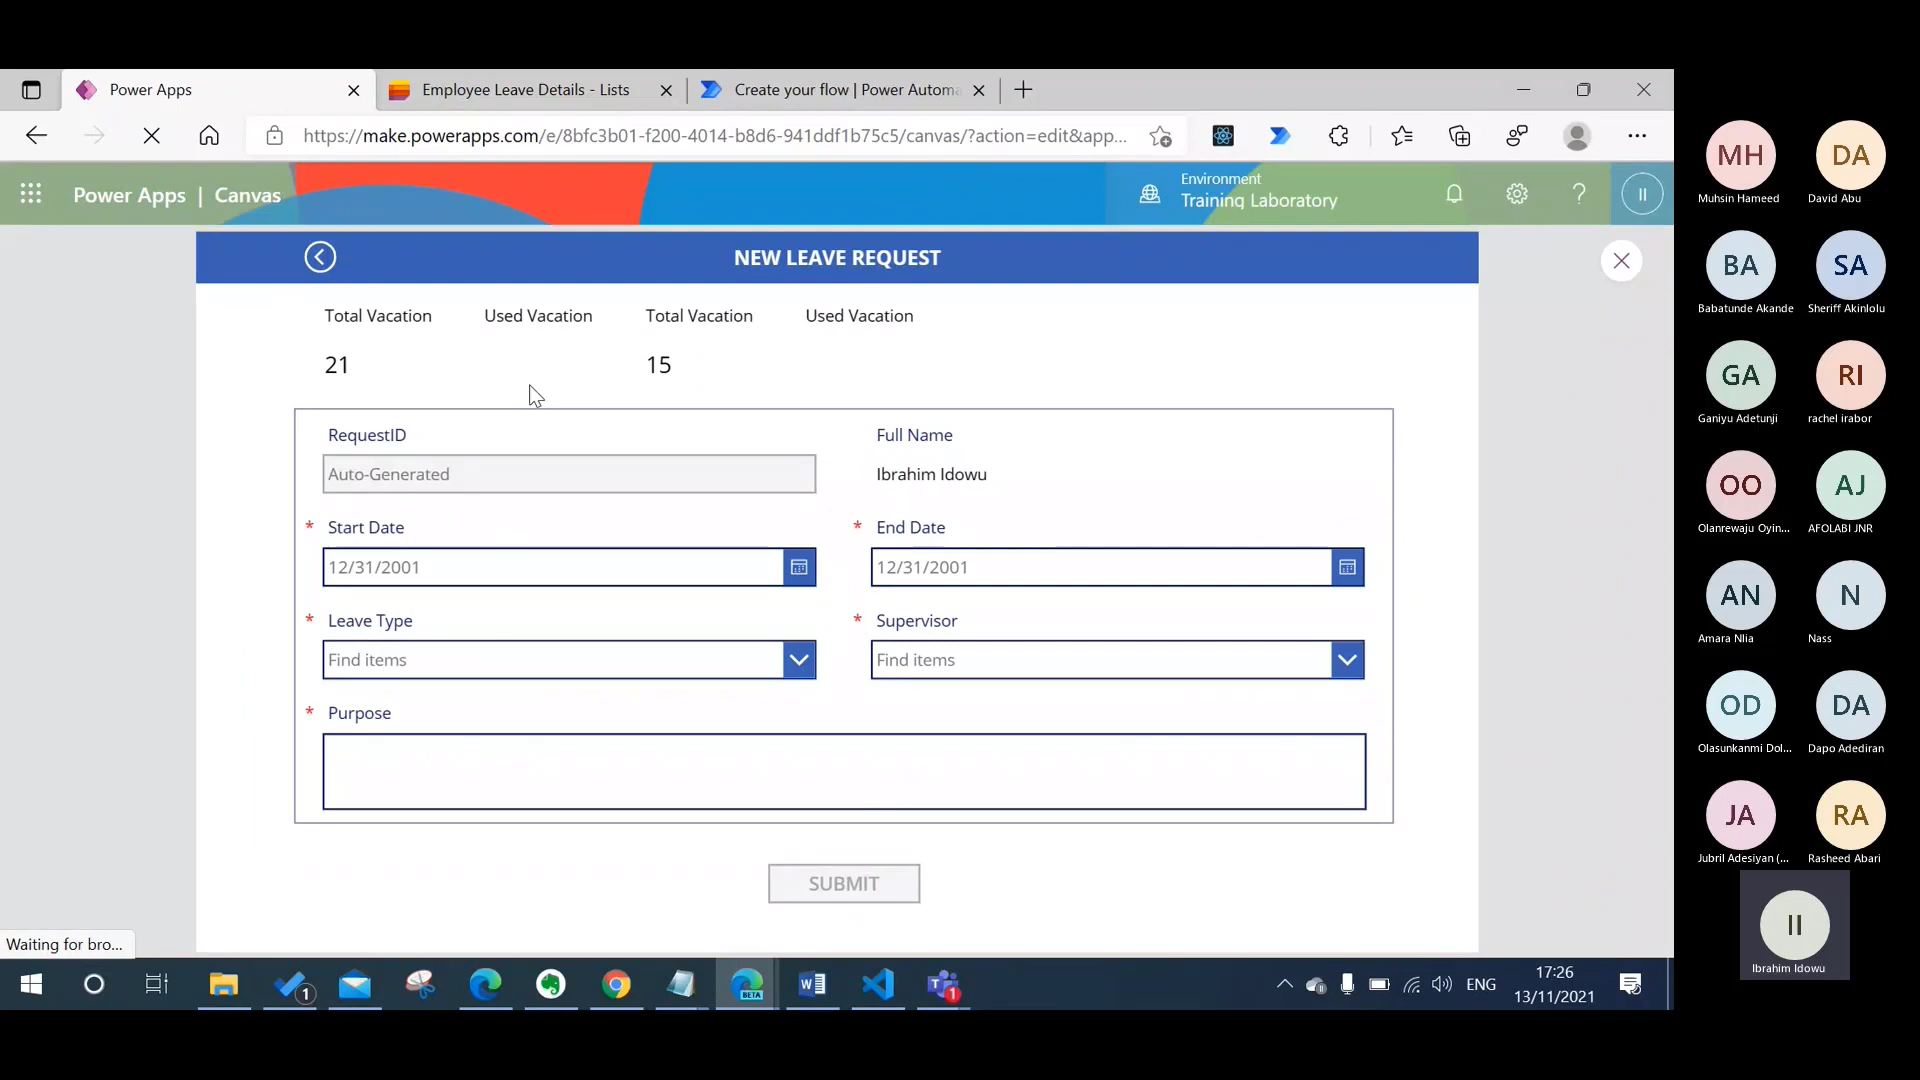 Power Apps
Employee Leave Details - Lists
Create your flow | Power Automa
https://make.powerapps.com/e/8bfc3b01-f200-4014-b8d6-941ddf1b75c5/canvas/?action=edit&app...
Power Apps | Canvas
Environment
Training Laboratory
II
NEW LEAVE REQUEST
Total Vacation
Used Vacation
Total Vacation
Used Vacation
21
15
RequestID
Full Name
Auto-Generated
Ibrahim Idowu
* Start Date
* End Date
12/31/2001
12/31/2001
* Leave Type
* Supervisor
Find items
Find items
* Purpose
SUBMIT
Waiting for bro...
1
BETA
1
ENG
17:26
13/11/2021
MH
Muhsin Hameed
DA
David Abu
BA
Babatunde Akande
SA
Sheriff Akinlolu
GA
Ganiyu Adetunji
RI
rachel irabor
OO
Olanrewaju Oyin...
AJ
AFOLABI JNR
AN
Amara Nlia
N
Nass
OD
Olasunkanmi Dol...
DA
Dapo Adediran
JA
Jubril Adesiyan (...
RA
Rasheed Abari
II
Ibrahim Idowu